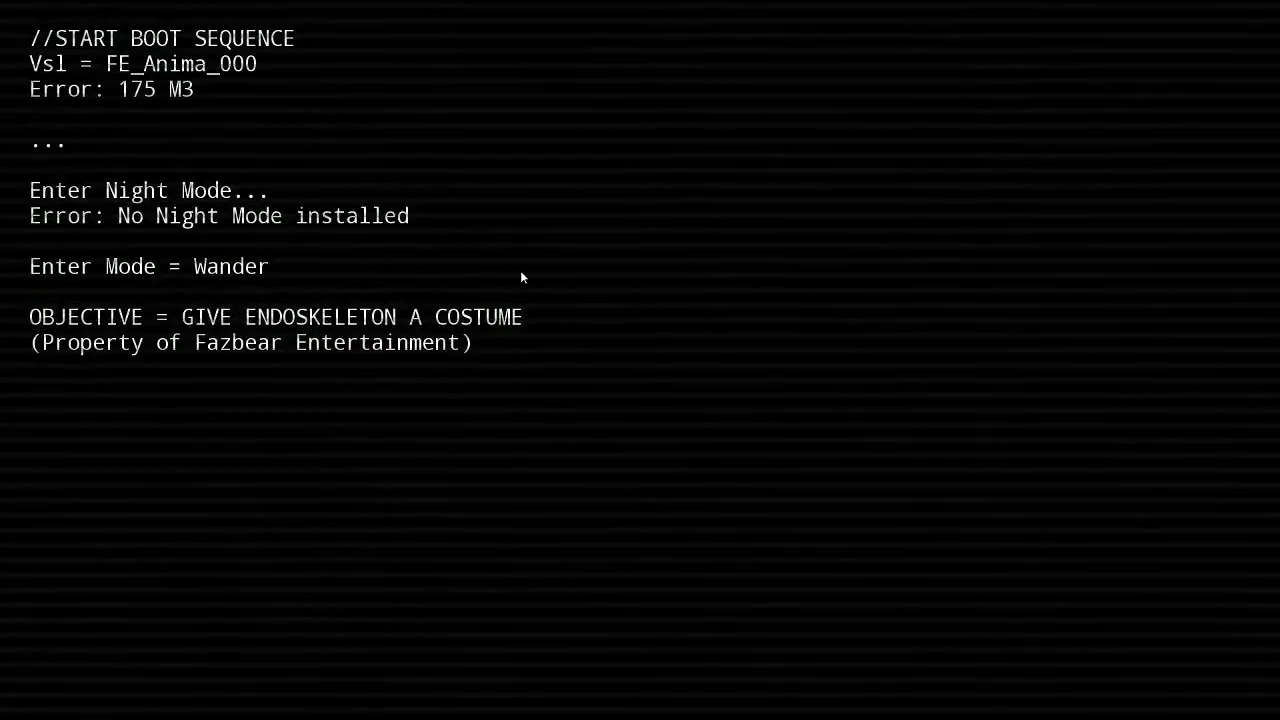 //START BOOT SEQUENCE
Vsl = FE_Anima_000
Error: 175 M3
...
Enter Night Mode...
Error: No Night Mode installed
Enter Mode = Wander
OBJECTIVE = GIVE ENDOSKELETON A COSTUME
(Property of Fazbear Entertainment)